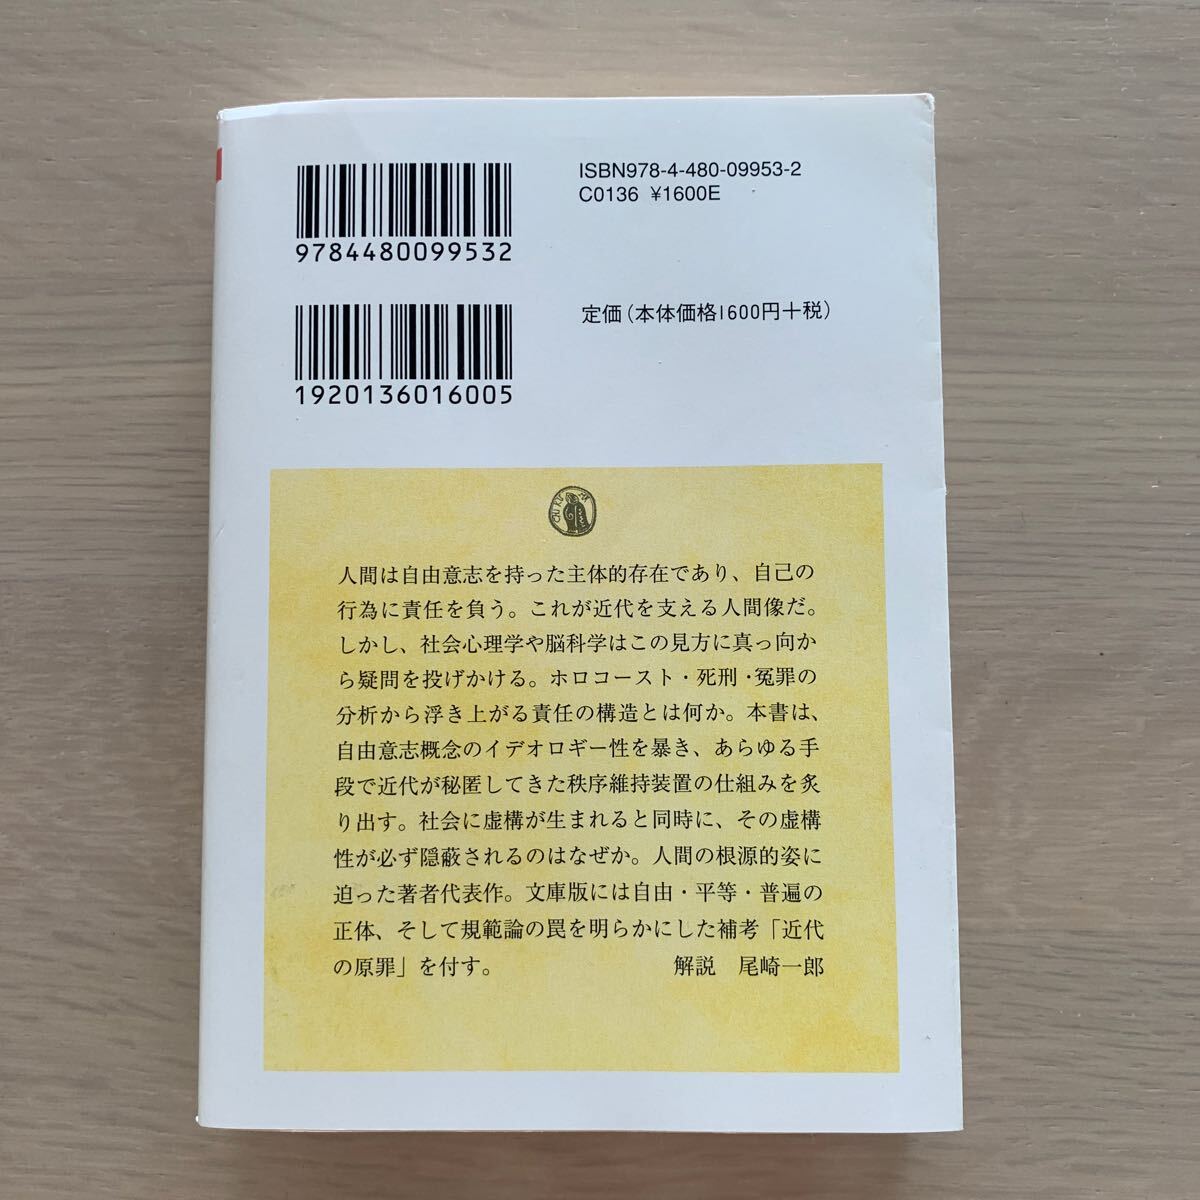 ISBN978-4-480-09953-2
C0136 ¥1600E
9784480099532
定価(本体価格1600円+税)
1920136016005
人間は自由意志を持った主体的存在であり、自己の
行為に責任を負う。これが近代を支える人間像だ。
しかし、社会心理学や脳科学はこの見方に真っ向か
ら疑問を投げかける。ホロコースト・死刑・冤罪の
分析から浮き上がる責任の構造とは何か。本書は、
自由意志概念のイデオロギー性を暴き、あらゆる手
段で近代が秘匿してきた秩序維持装置の仕組みを炙
り出す。社会に虚構が生まれると同時に、その虚構
性が必ず隠蔽されるのはなぜか。人間の根源的姿に
迫った著者代表作。文庫版には自由・平等・普遍の
正体、そして規範論の罠を明らかにした補考「近代
の原罪」を付す。 解説 尾崎一郎